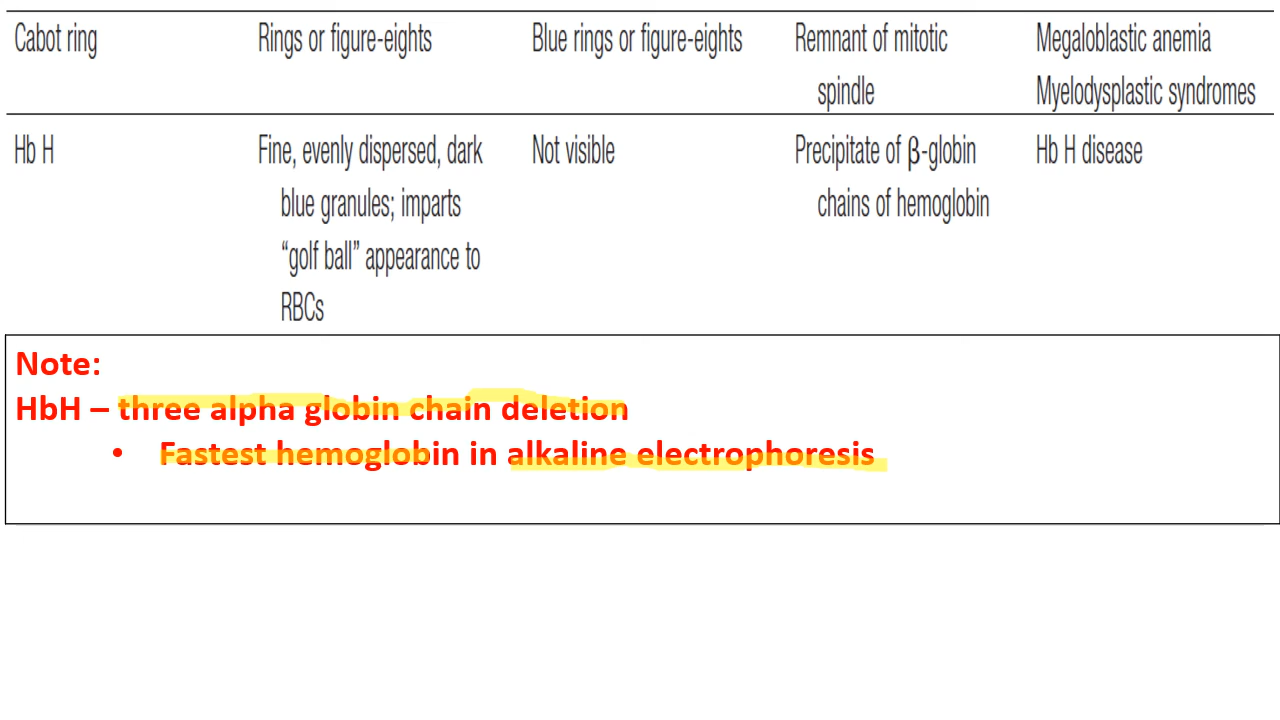 Cabot ring Rings or figure-eights Blue rings or figure-eights Remnant of mitotic Megaloblastic anemia
spindle Myelodysplastic syndromes
Hb H Fine, evenly dispersed, dark Not visible Precipitate of β-globin Hb H disease
blue granules; imparts chains of hemoglobin
“golf ball” appearance to
RBCs
Note:
HbH – three alpha globin chain deletion
• Fastest hemoglobin in alkaline electrophoresis